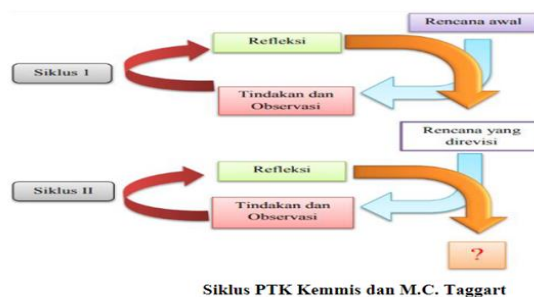 Rencana awal
Refleksi
Siklus I
Tindakan dan
Observasi
Rencana yang
direvisi
Refleksi
Siklus II
Tindakan dan
Observasi
?
Siklus PTK Kemmis dan M.C. Taggart